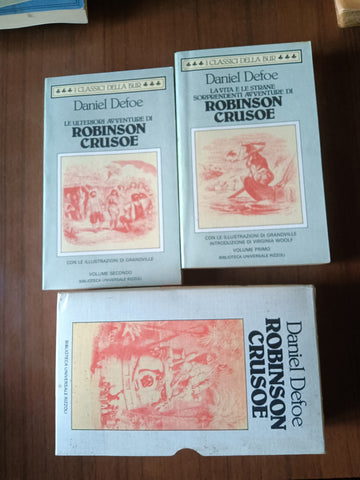 I CLASSICI DELLA BUR
Daniel Defoe
LE ULTERIORI AVVENTURE DI
ROBINSON
CRUSOE
CON LE ILLUSTRAZIONI DI GRANDVILLE
VOLUME SECONDO
BIBLIOTECA UNIVERSALE RIZZOLI
I CLASSICI DELLA BUR
Daniel Defoe
LA VITA E LE STRANE
SORPRENDENTI AVVENTURE DI
ROBINSON
CRUSOE
CON LE ILLUSTRAZIONI DI GRANDVILLE
INTRODUZIONE DI VIRGINIA WOOLF
VOLUME PRIMO
BIBLIOTECA UNIVERSALE RIZZOLI
Daniel Defoe
ROBINSON
CRUSOE
BIBLIOTECA UNIVERSALE RIZZOLI